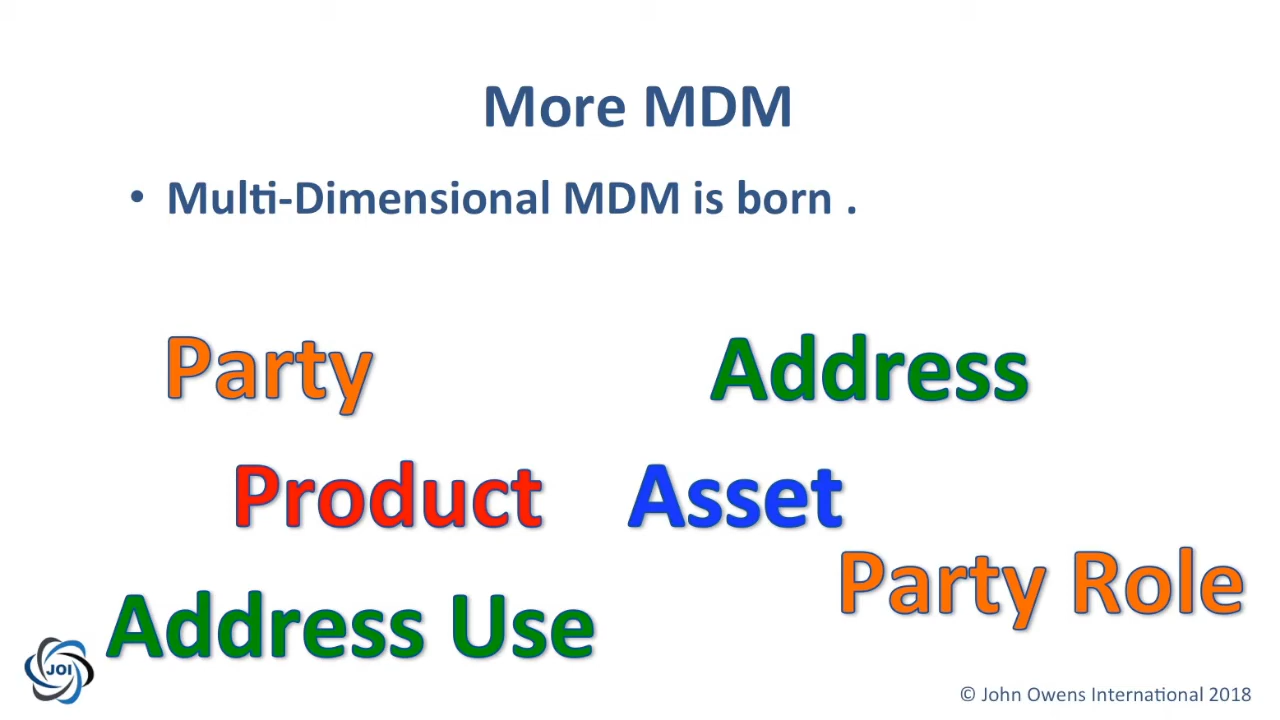 More MDM
• Multi-Dimensional MDM is born .
Party
Address
Product
Asset
Party Role
Address Use
JOI
© John Owens International 2018